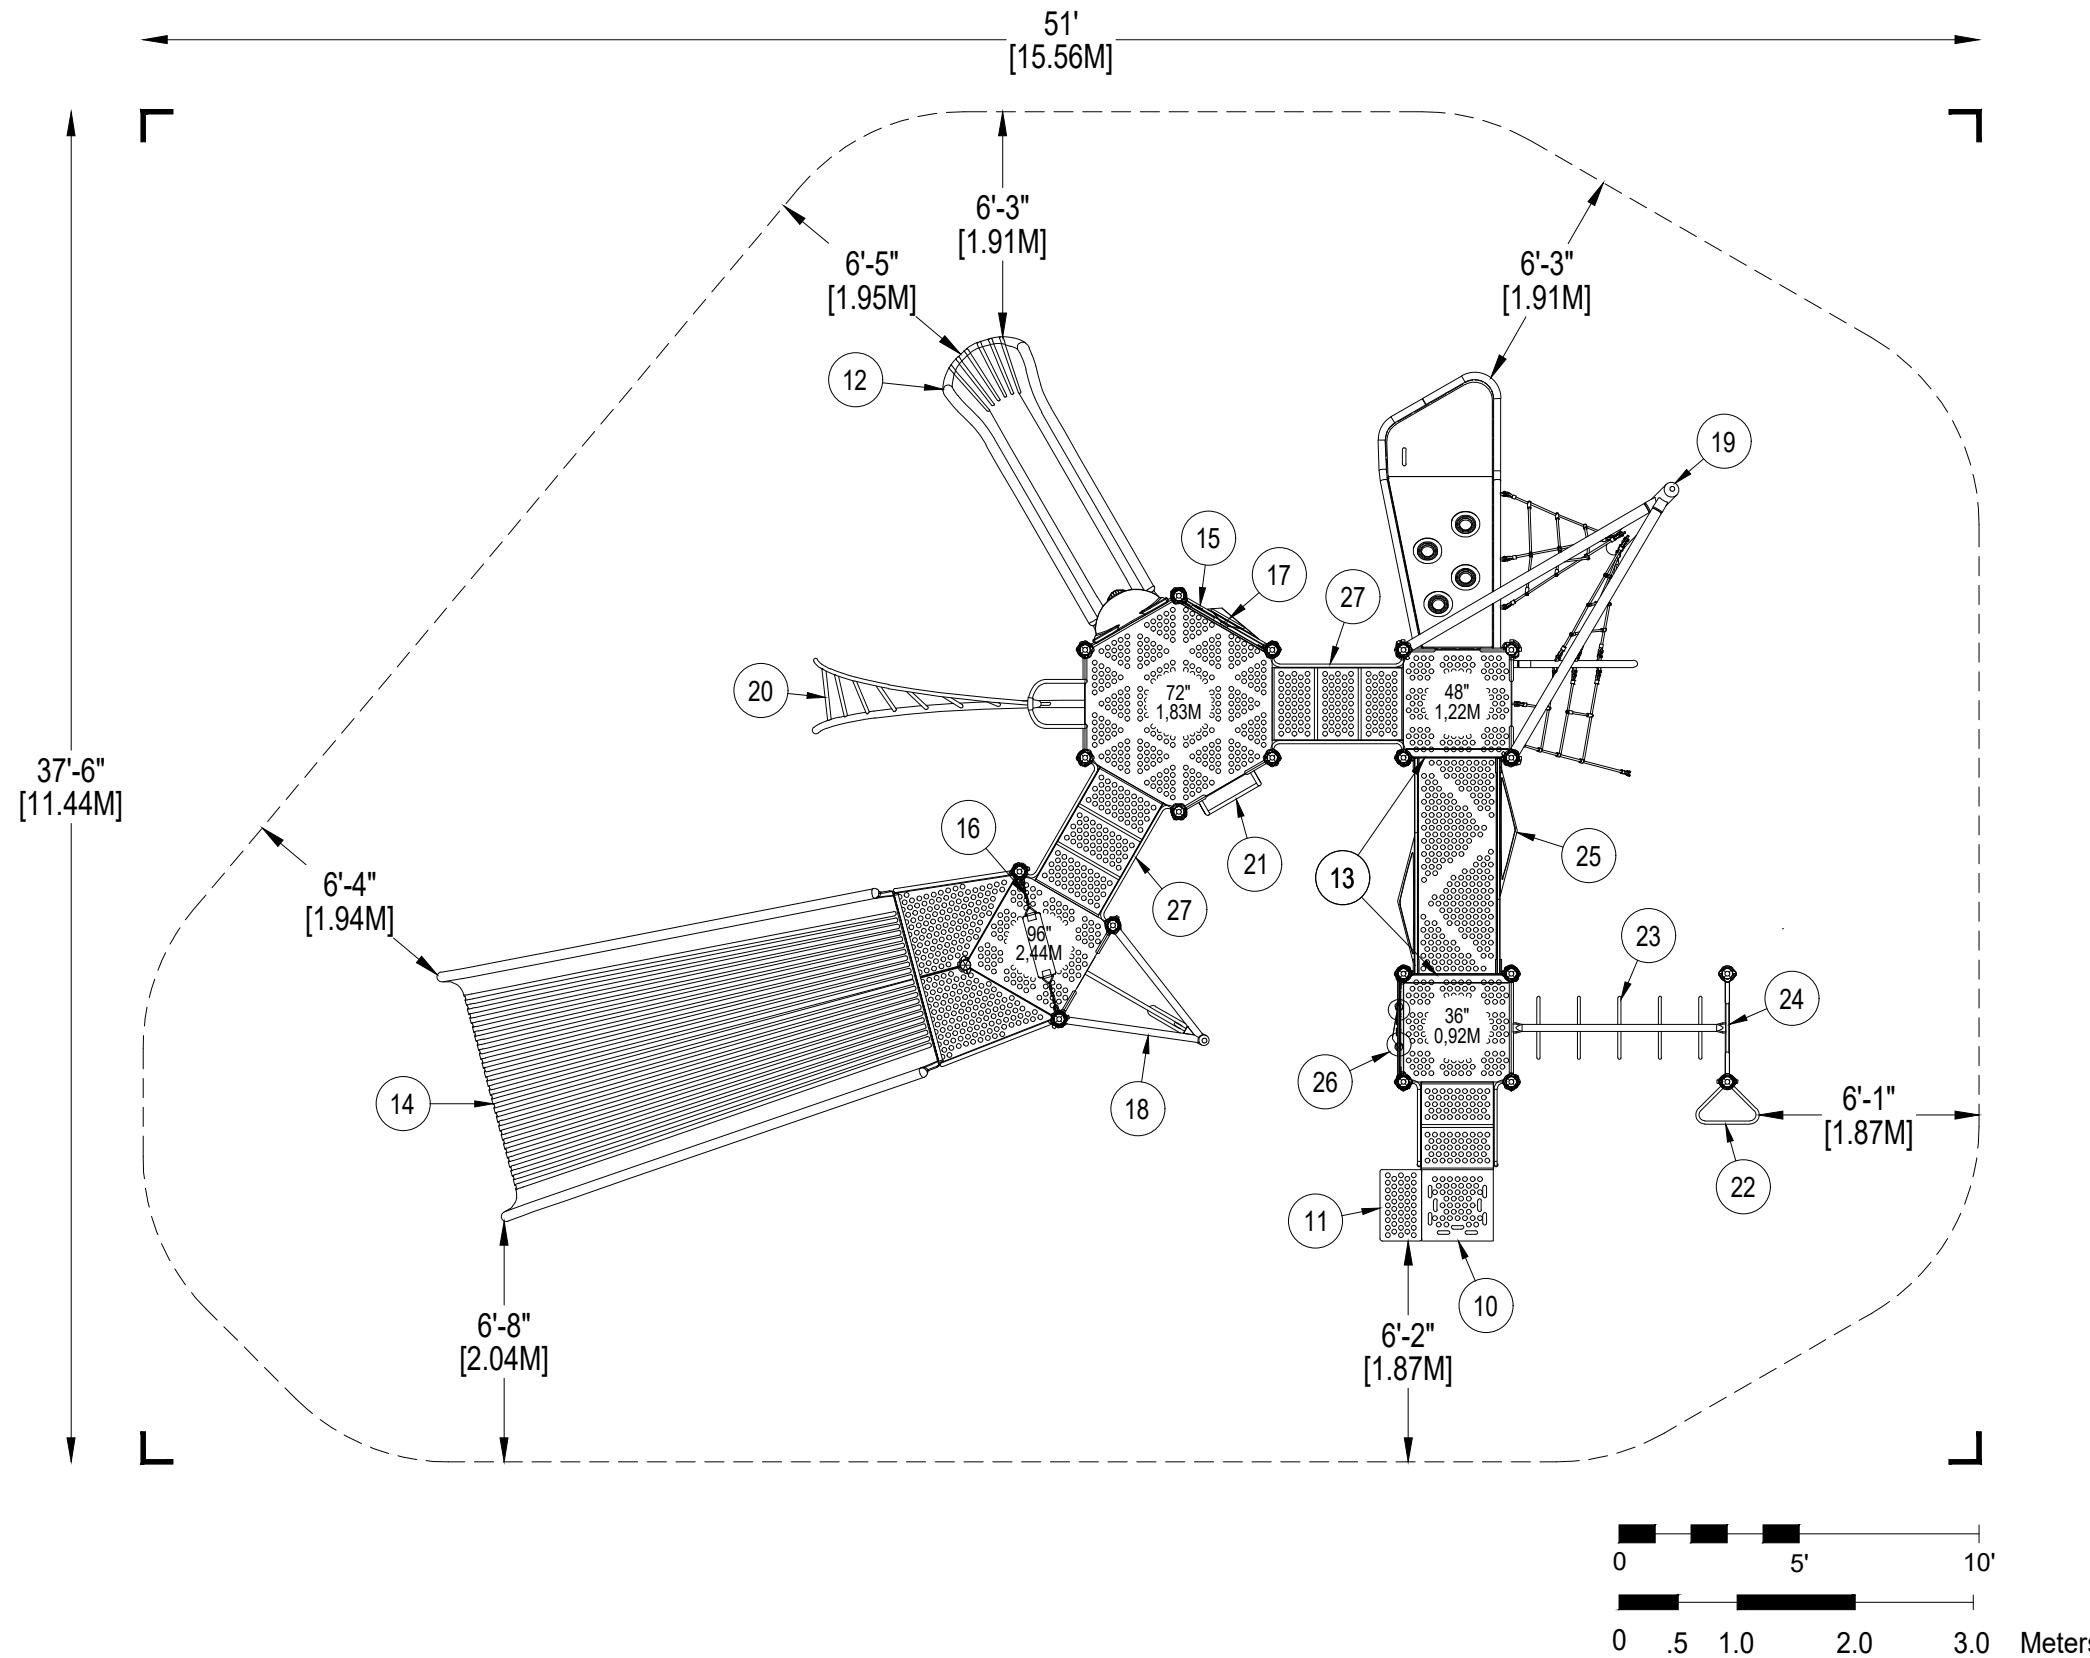 51'
[15.56M]
6'-3"
[1.91M]
6'-5"
[1.95M]
6'-3"
[1.91M]
12
19
15
17
27
20
72"
1,83M
48"
1,22M
37'-6"
[11.44M]
16
21
13
25
6'-4"
[1.94M]
27
96"
2,44M
23
24
36"
0,92M
14
18
26
6'-1"
[1.87M]
22
11
10
6'-8"
[2.04M]
6'-2"
[1.87M]
0 5' 10'
0 .5 1.0 2.0 3.0 Meters